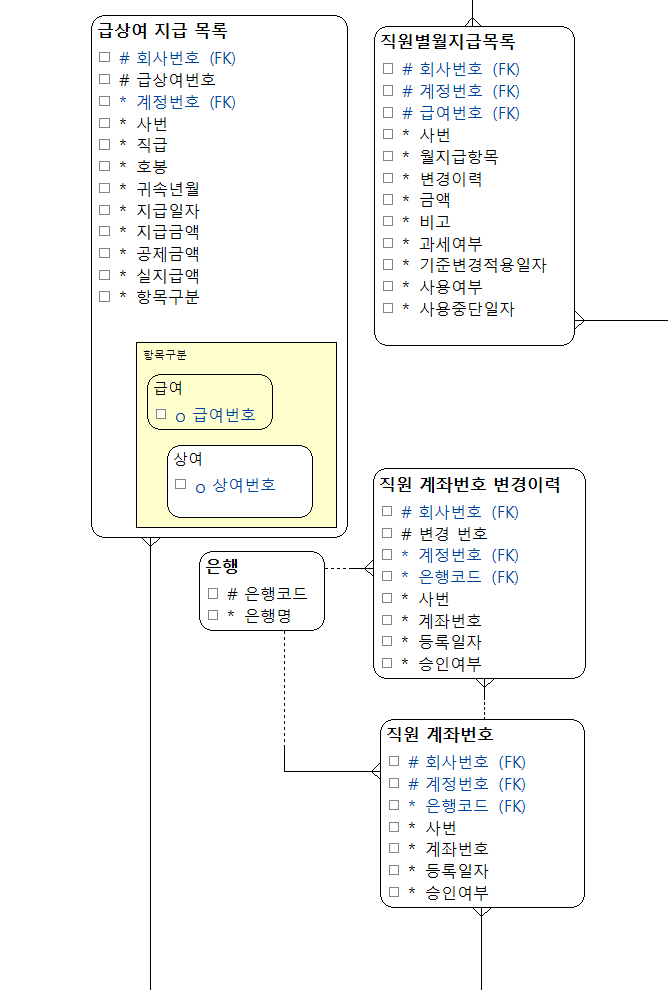 급상여 지급 목록
# 회사번호 (FK)
# 급상여번호
* 계정번호 (FK)
* 사번
* 직급
* 호봉
* 귀속년월
* 지급일자
* 지급금액
* 공제금액
* 실지급액
* 항목구분
항목구분
급여
o 급여번호
상여
o 상여번호
직원별월지급목록
# 회사번호 (FK)
# 계정번호 (FK)
# 급여번호 (FK)
* 사번
* 월지급항목
* 변경이력
* 금액
* 비고
* 과세여부
* 기준변경적용일자
* 사용여부
* 사용중단일자
은행
# 은행코드
* 은행명
직원 계좌번호 변경이력
# 회사번호 (FK)
# 변경 번호
* 계정번호 (FK)
* 은행코드 (FK)
* 사번
* 계좌번호
* 등록일자
* 승인여부
직원 계좌번호
# 회사번호 (FK)
# 계정번호 (FK)
* 은행코드 (FK)
* 사번
* 계좌번호
* 등록일자
* 승인여부